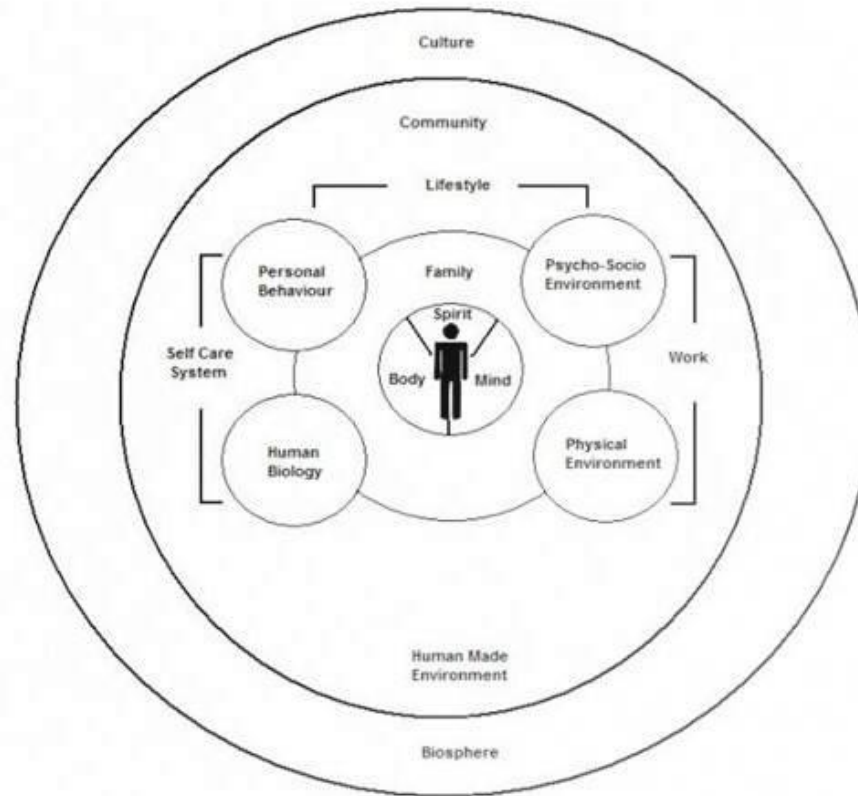 Culture
Community
Lifestyle
Personal
Behaviour
Family
Psycho-Socio
Environment
Spirit
Self Care
System
Body
Mind
Work
Human
Biology
Physical
Environment
Human Made
Environment
Biosphere